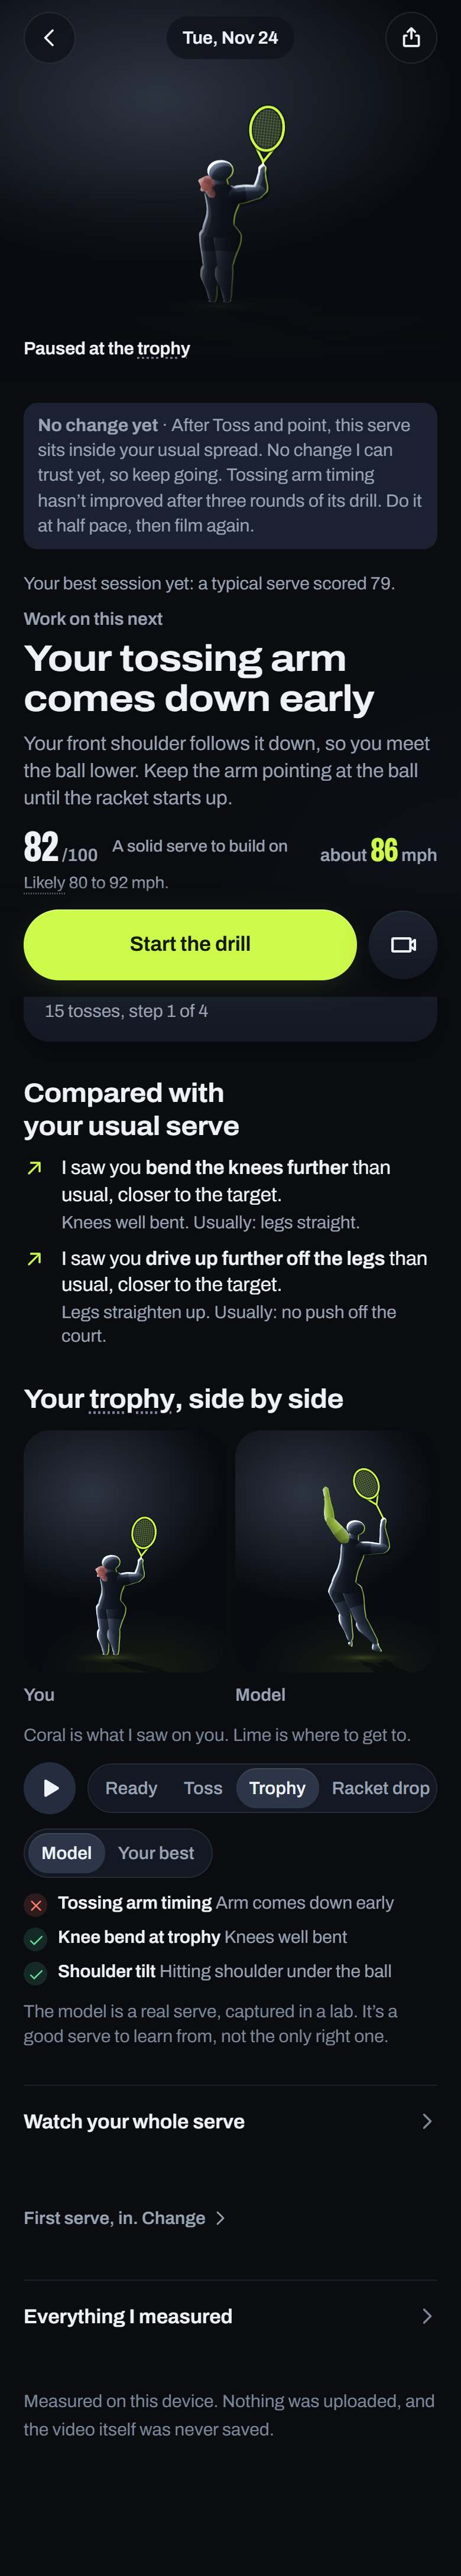 Tue, Nov 24
Paused at the trophy
No change yet · After Toss and point, this serve
sits inside your usual spread. No change I can
trust yet, so keep going. Tossing arm timing
hasn’t improved after three rounds of its drill. Do it
at half pace, then film again.
Your best session yet: a typical serve scored 79.
Work on this next
Your tossing arm
comes down early
Your front shoulder follows it down, so you meet
the ball lower. Keep the arm pointing at the ball
until the racket starts up.
82/100 A solid serve to build on about 86 mph
Likely 80 to 92 mph.
Start the drill
15 tosses, step 1 of 4
Compared with
your usual serve
I saw you bend the knees further than
usual, closer to the target.
Knees well bent. Usually: legs straight.
I saw you drive up further off the legs than
usual, closer to the target.
Legs straighten up. Usually: no push off the
court.
Your trophy, side by side
You Model
Coral is what I saw on you. Lime is where to get to.
Ready Toss Trophy Racket drop
Model Your best
Tossing arm timing Arm comes down early
Knee bend at trophy Knees well bent
Shoulder tilt Hitting shoulder under the ball
The model is a real serve, captured in a lab. It’s a
good serve to learn from, not the only right one.
Watch your whole serve
First serve, in. Change
Everything I measured
Measured on this device. Nothing was uploaded, and
the video itself was never saved.